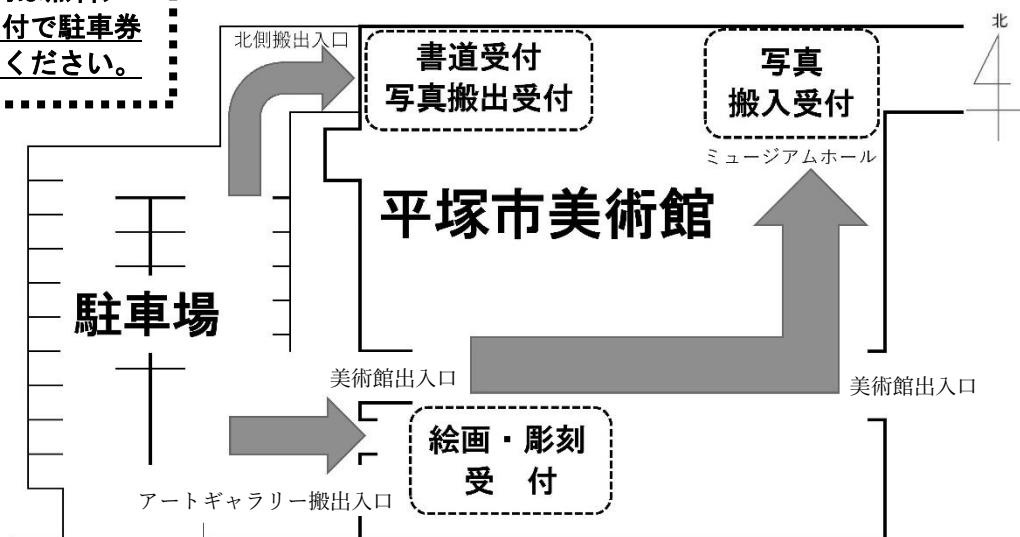 付で駐車券
ください。
北側搬出入口
書道受付
写真搬出受付
写真
搬入受付
北
ミュージアムホール
平塚市美術館
駐車場
美術館出入口
美術館出入口
絵画・彫刻
受　付
アートギャラリー搬出入口